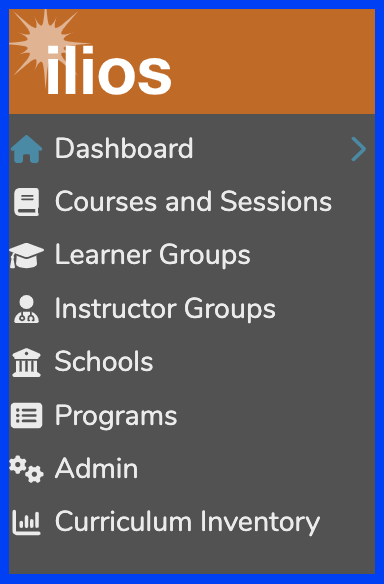 ilios
Dashboard
Courses and Sessions
Learner Groups
Instructor Groups
Schools
Programs
Admin
Curriculum Inventory